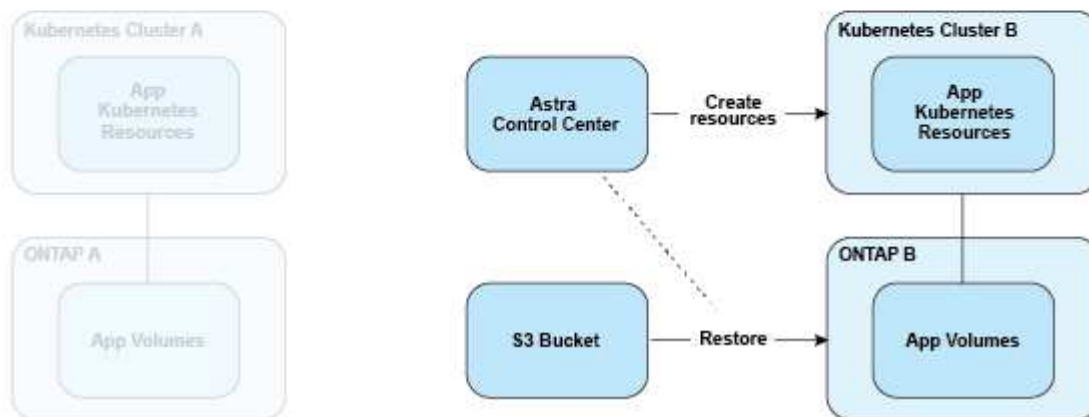 Kubernetes Cluster A
App
Kubernetes
Resources
ONTAP A
App Volumes
Astra
Control Center
Create
resources
Kubernetes Cluster B
App
Kubernetes
Resources
S3 Bucket
Restore
ONTAP B
App Volumes